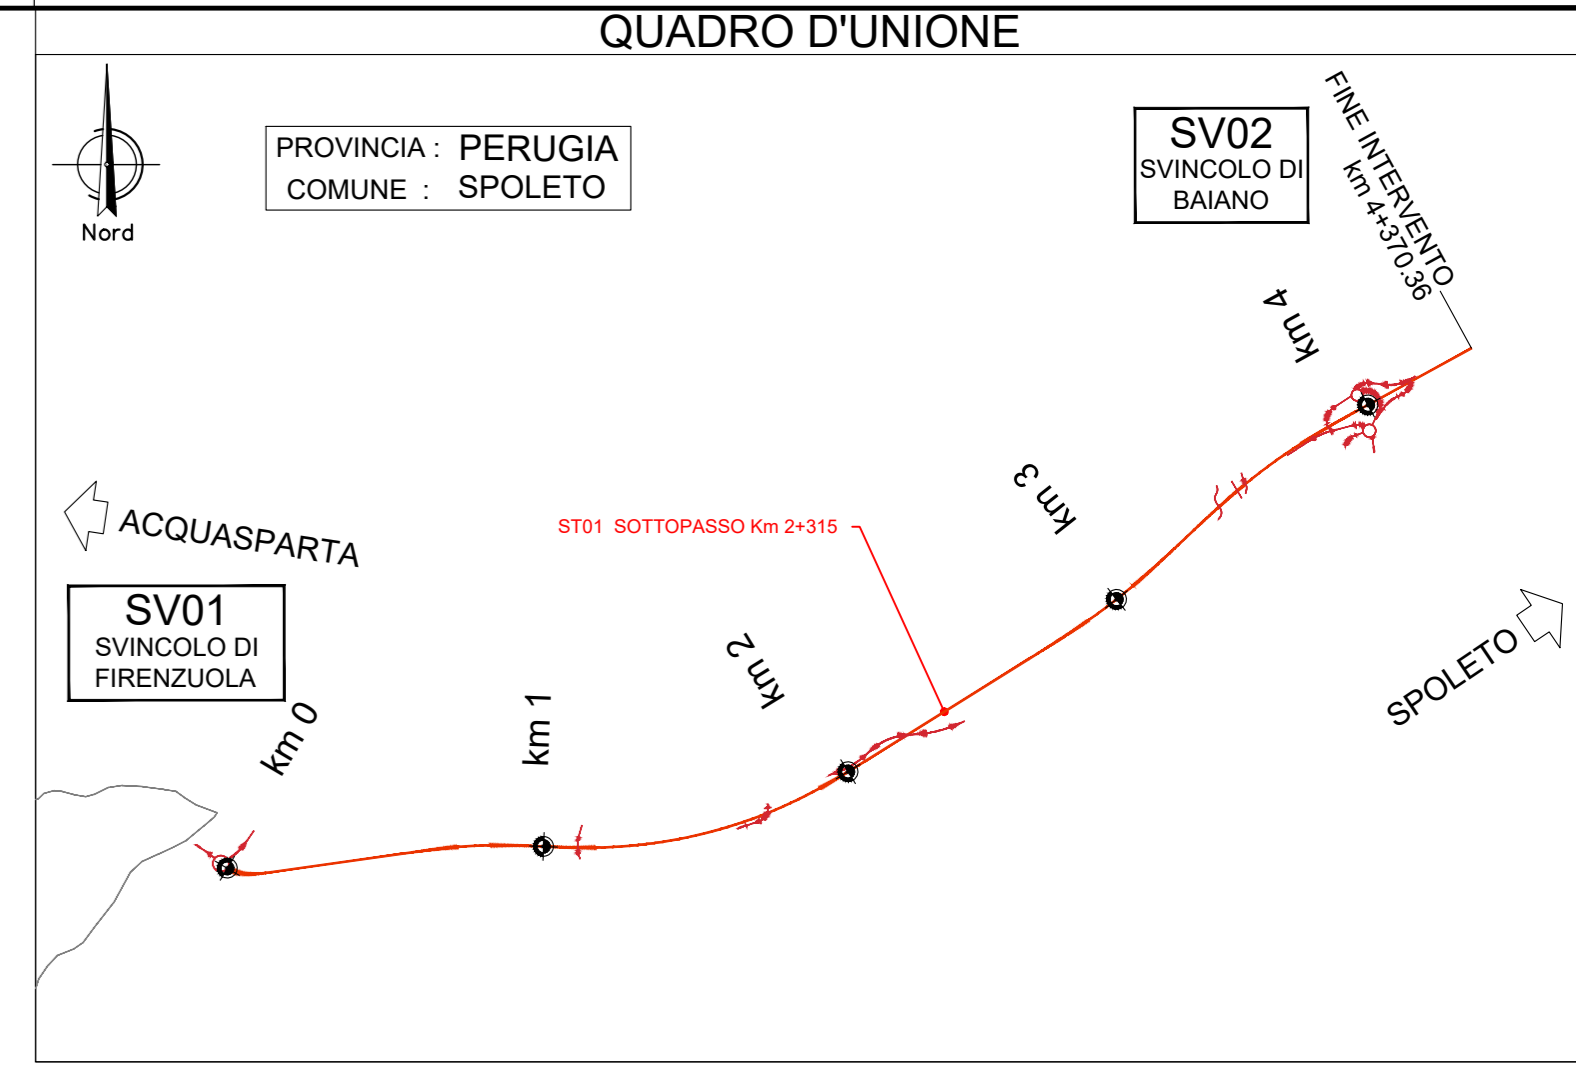 QUADRO D'UNIONE
Nord
PROVINCIA : PERUGIA
COMUNE : SPOLETO
SV02
SVINCOLO DI
BAIANO
FINE INTERVENTO
km 4+370.36
km 4
km 3
ACQUASPARTA
ST01 SOTTOPASSO Km 2+315
SV01
SVINCOLO DI
FIRENZUOLA
km 2
SPOLETO
km 1
km 0